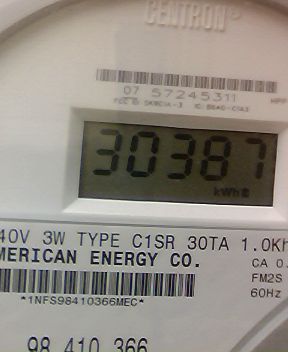 CENTRON®
07 57245311
30387
kWh
40V 3W TYPE C1SR 30TA 1.0Kh
MERICAN ENERGY CO.
CA 0.
FM2S
*1NFS98410366MEC*
60Hz
98 410 366